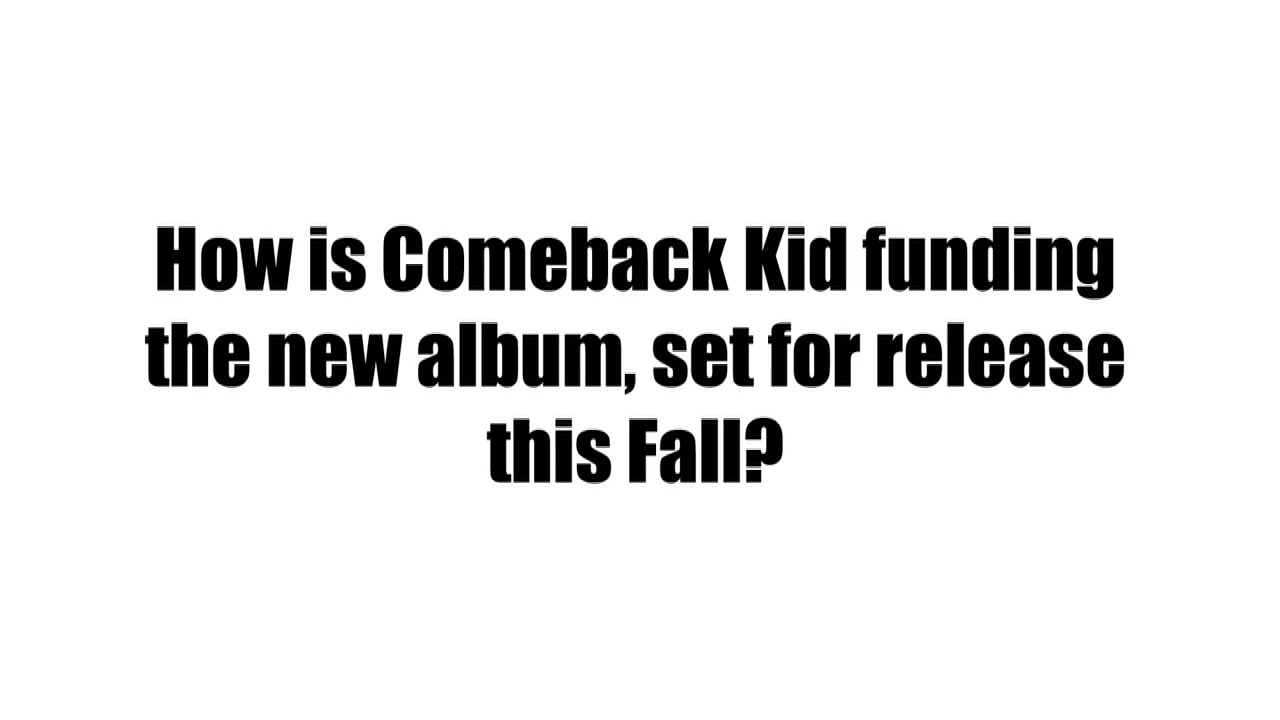 How is Comeback Kid funding
the new album, set for release
this Fall?